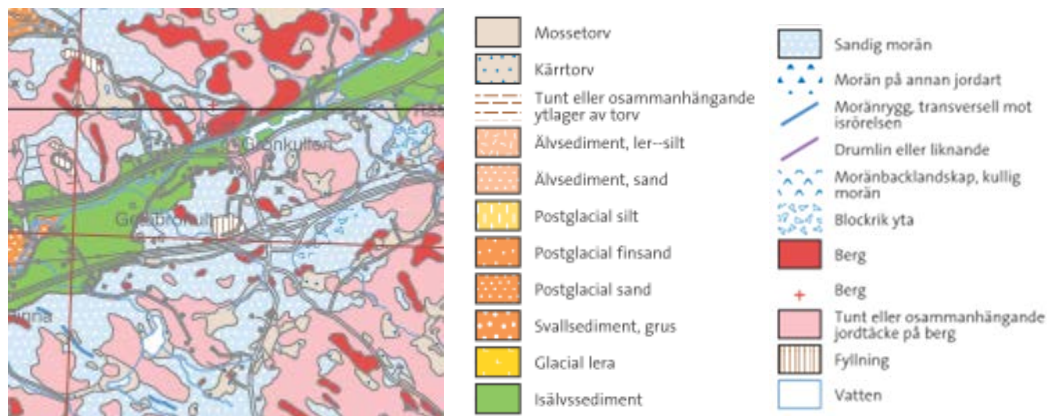 Grönkullen
Mossetorv
Kärrtorv
Tunt eller osammanhängande
ytlager av torv
Älvsediment, ler--silt
Älvsediment, sand
Postglacial silt
Postglacial finsand
Postglacial sand
Svallsediment, grus
Glacial lera
Isälvssediment
Sandig morän
Morän på annan jordart
Moränrygg, transversell mot
isrörelsen
Drumlin eller liknande
Moränbacklandskap, kullig
morän
Blockrik yta
Berg
Berg
Tunt eller osammanhängande
jordtäcke på berg
Fyllning
Vatten